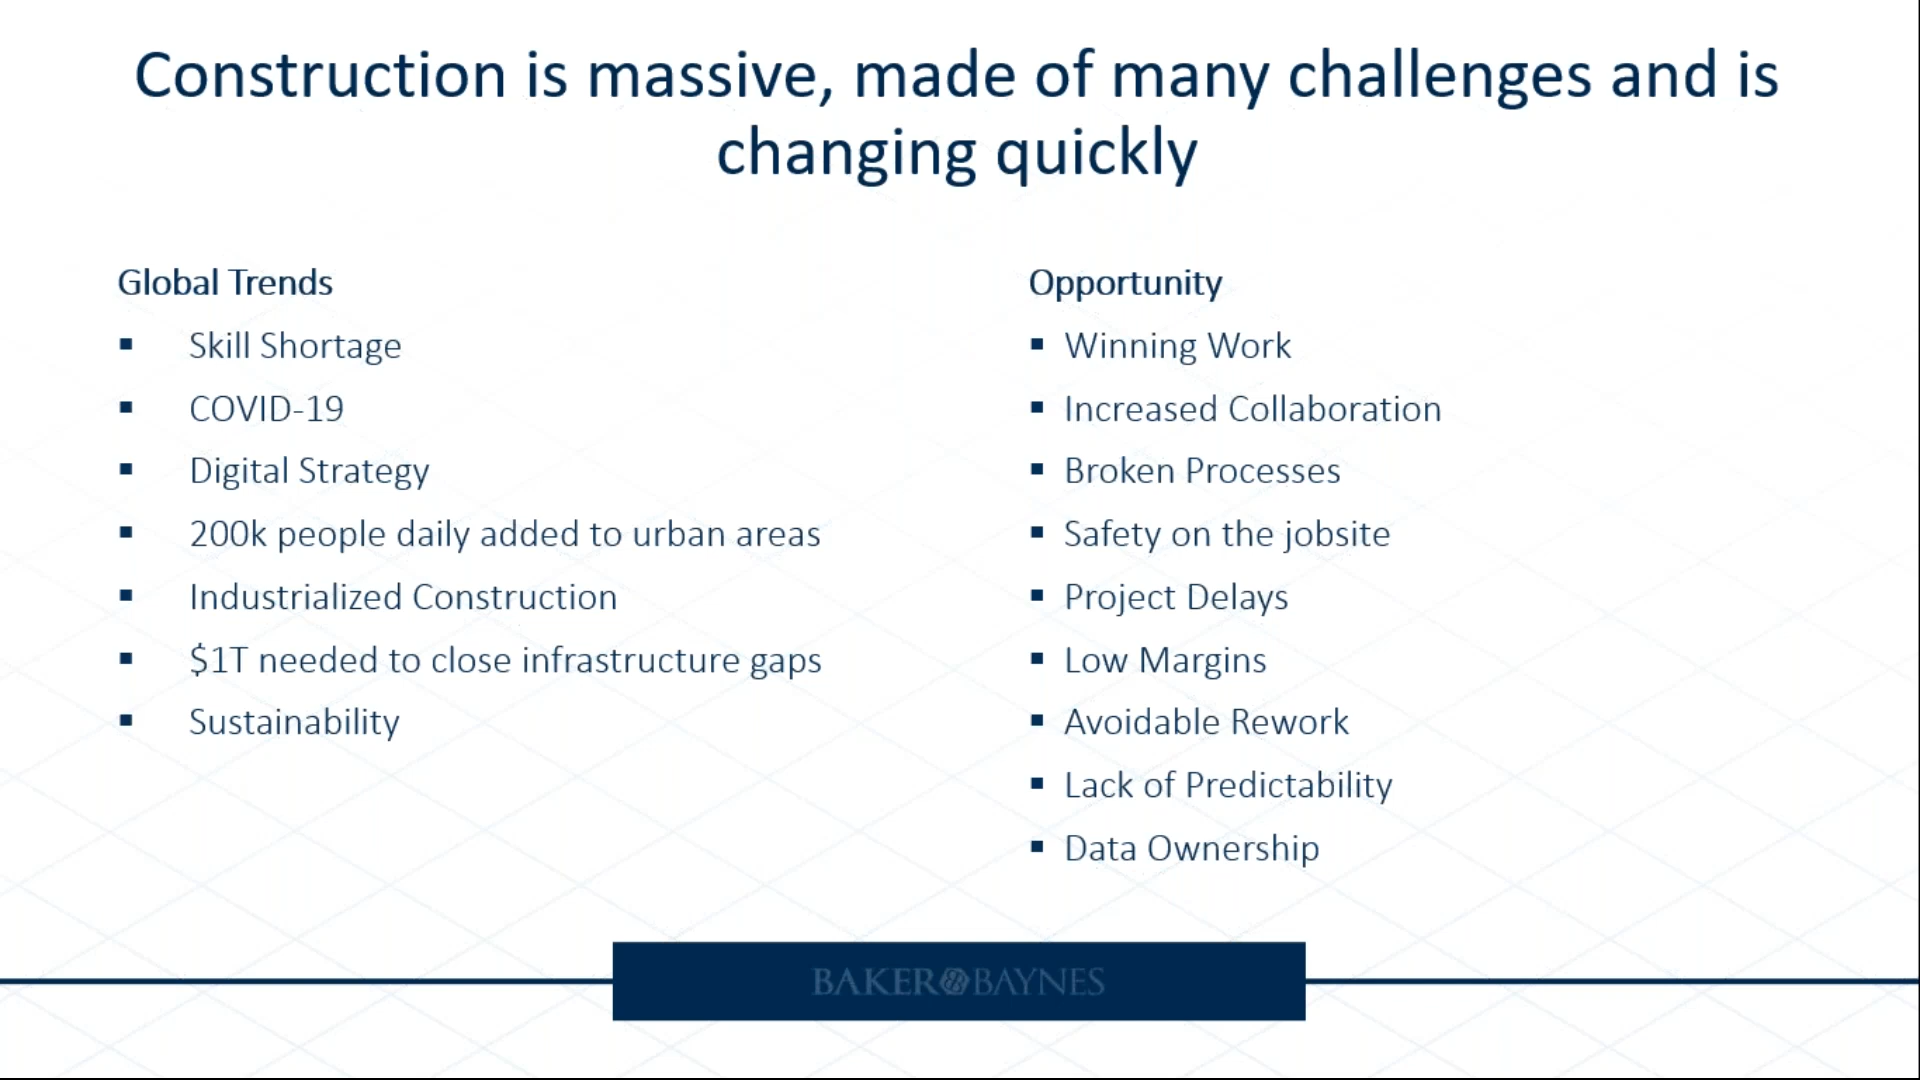 Construction is massive, made of many challenges and is
changing quickly
Global Trends
▪ Skill Shortage
▪ COVID-19
▪ Digital Strategy
▪ 200k people daily added to urban areas
▪ Industrialized Construction
▪ $1T needed to close infrastructure gaps
▪ Sustainability
Opportunity
▪ Winning Work
▪ Increased Collaboration
▪ Broken Processes
▪ Safety on the jobsite
▪ Project Delays
▪ Low Margins
▪ Avoidable Rework
▪ Lack of Predictability
▪ Data Ownership
BAKER BAYNES